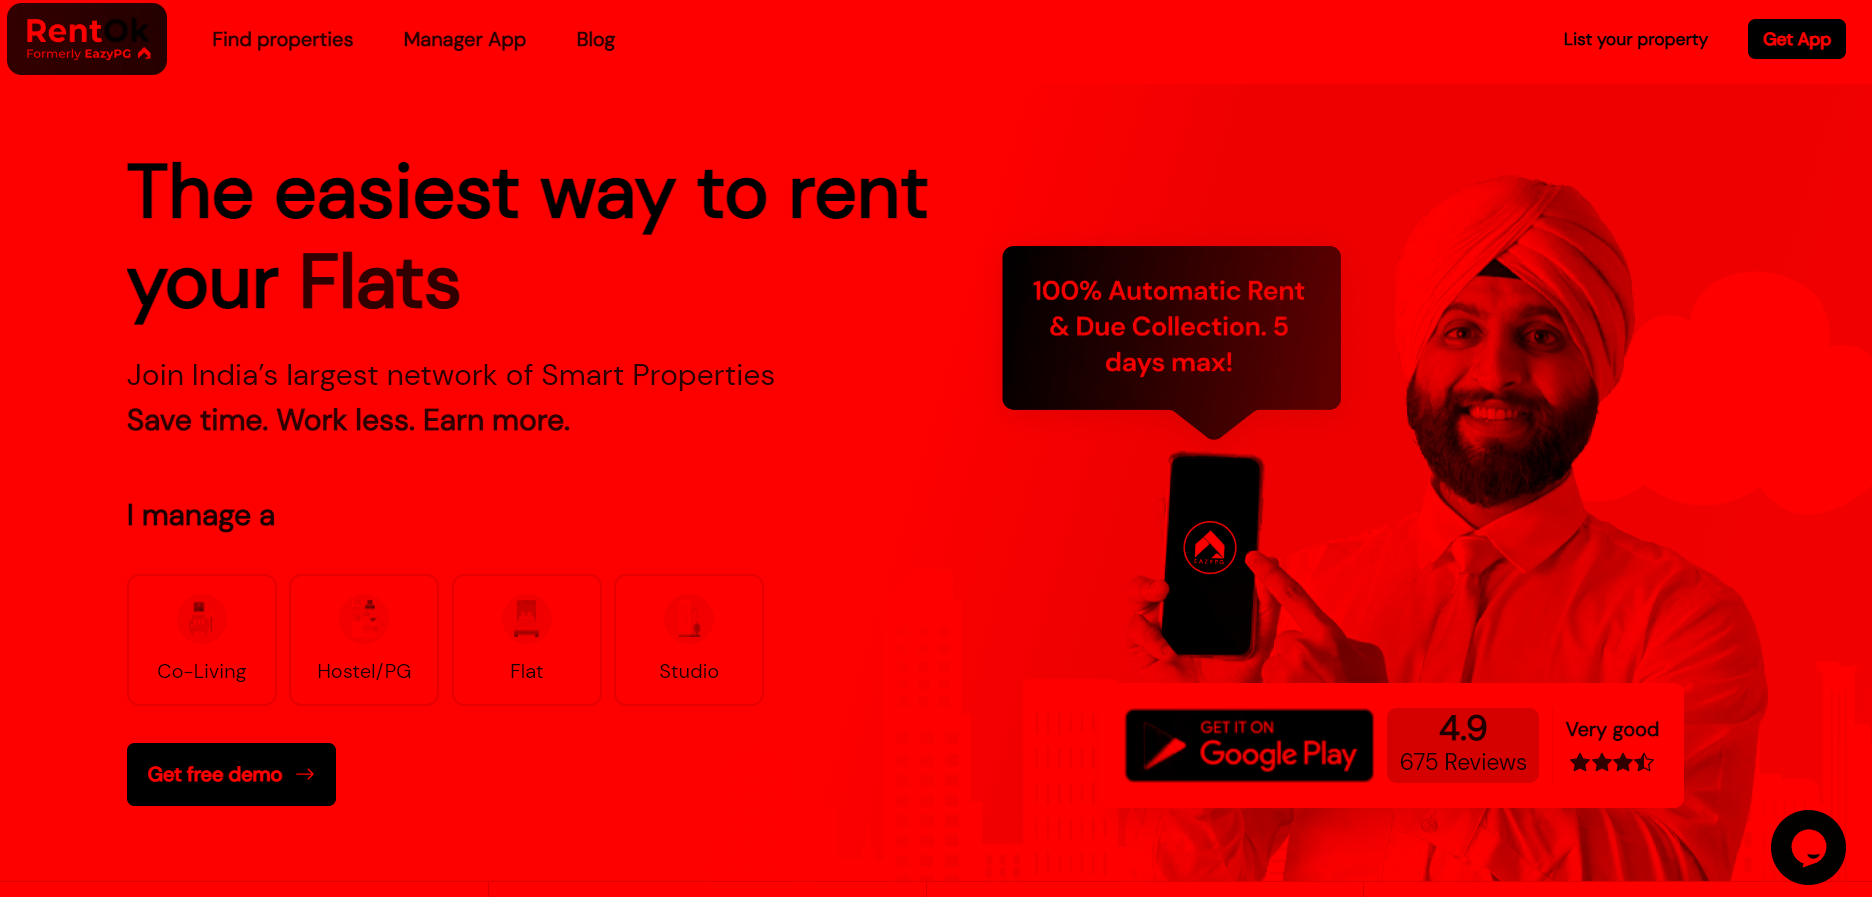 RentOk
Formerly EazyPG
Find properties
Manager App
Blog
List your property
Get App
The easiest way to rent
your Flats
Join India’s largest network of Smart Properties
Save time. Work less. Earn more.
I manage a
Co-Living
Hostel/PG
Flat
Studio
Get free demo
100% Automatic Rent
& Due Collection. 5
days max!
EAZYPG
GET IT ON
Google Play
4.9
675 Reviews
Very good